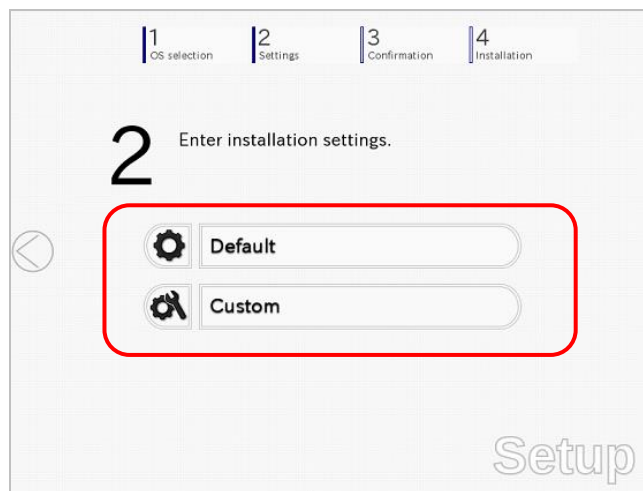 1 2 3 4
OS selection Settings Confirmation Installation
2 Enter installation settings.
Default
Custom
Setup